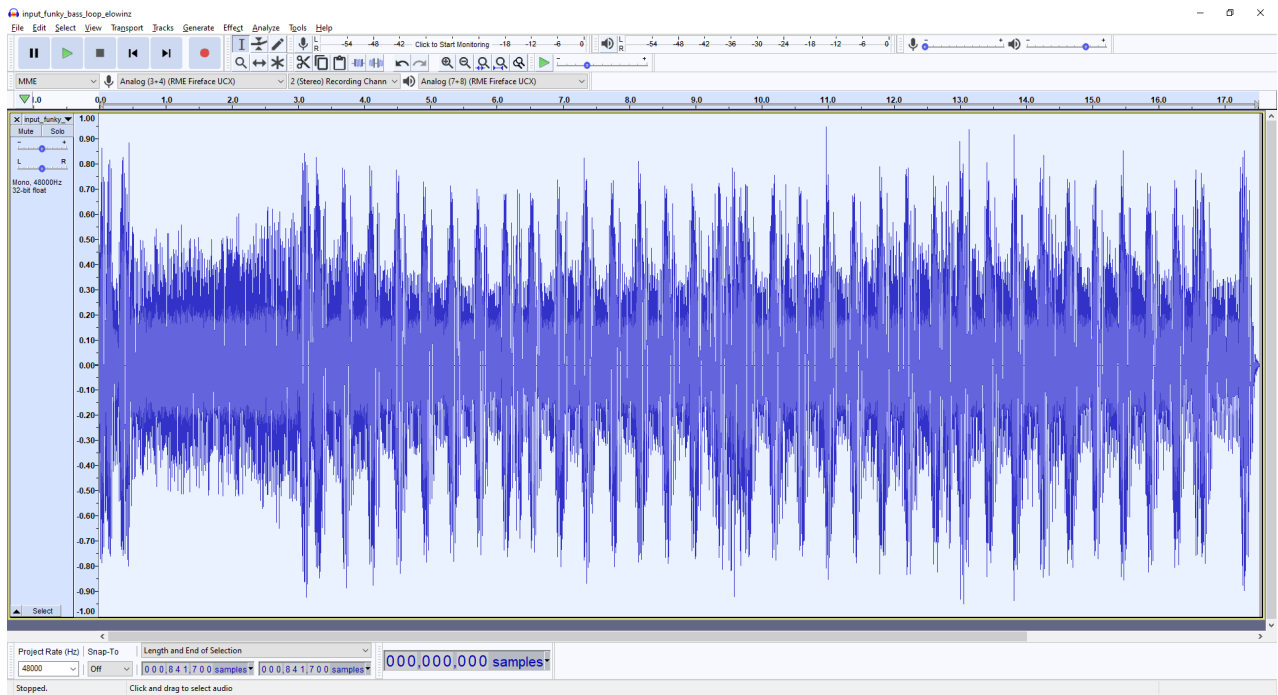 input_funky_bass_loop_elowinz
File Edit Select View Transport Tracks Generate Effect Analyze Tools Help
L R -54 -48 -42 Click to Start Monitoring -18 -12 -6 0 L R -54 -48 -42 -36 -30 -24 -18 -12 -6 0 - + - +
- +
MME Analog (3+4) (RME Fireface UCX) 2 (Stereo) Recording Chann Analog (7+8) (RME Fireface UCX)
1.0 0.0 1.0 2.0 3.0 4.0 5.0 6.0 7.0 8.0 9.0 10.0 11.0 12.0 13.0 14.0 15.0 16.0 17.0
input_funky_ 1.00
Mute Solo 0.90
- +
L R 0.80
Mono, 48000Hz 0.70
32-bit float
0.60
0.50
0.40
0.30
0.20
0.10
0.00
-0.10
-0.20
-0.30
-0.40
-0.50
-0.60
-0.70
-0.80
-0.90
Select -1.00
Project Rate (Hz) Snap-To Length and End of Selection
48000 Off 000,841,700 samples 000,841,700 samples 000,000,000 samples
Stopped. Click and drag to select audio